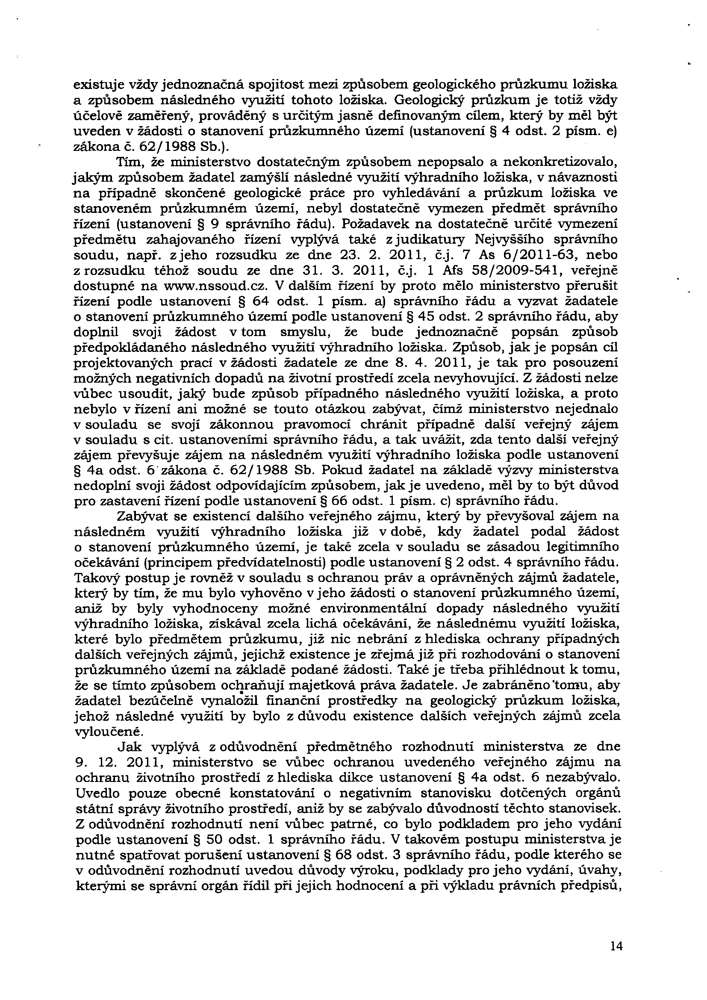 existuje vždy jednoznačná spojitost mezi způsobem geologického průzkumu ložiska
a způsobem následného využití tohoto ložiska. Geologický průzkum je totiž vždy
účelově zaměřený, prováděný s určitým jasně definovaným cílem, který by měl být
uveden v žádosti o stanovení průzkumného území (ustanovení § 4 odst. 2 písm. e)
zákona č. 62/1988 Sb.).
Tím, že ministerstvo dostatečným způsobem nepopsalo a nekonkretizovalo,
jakým způsobem žadatel zamýšlí následné využití výhradního ložiska, v návaznosti
na případně skončené geologické práce pro vyhledávání a průzkum ložiska ve
stanoveném průzkumném území, nebyl dostatečně vymezen předmět správního
řízení (ustanovení § 9 správního řádu). Požadavek na dostatečně určité vymezení
předmětu zahajovaného řízení vyplývá také z judikatury Nejvyššího správního
soudu, např. z jeho rozsudku ze dne 23. 2. 2011, č.j. 7 As 6/2011-63, nebo
z rozsudku téhož soudu ze dne 31. 3. 2011, č.j. 1 Afs 58/2009-541, veřejně
dostupné na www.nssoud.cz. V dalším řízení by proto mělo ministerstvo přerušit
řízení podle ustanovení § 64 odst. 1 písm. a) správního řádu a vyzvat žadatele
o stanovení průzkumného území podle ustanovení § 45 odst. 2 správního řádu, aby
doplnil svoji žádost v tom smyslu, že bude jednoznačně popsán způsob
předpokládaného následného využití výhradního ložiska. Způsob, jak je popsán cíl
projektovaných prací v žádosti žadatele ze dne 8. 4. 2011, je tak pro posouzení
možných negativních dopadů na životní prostředí zcela nevyhovující. Z žádosti nelze
vůbec usoudit, jaký bude způsob případného následného využití ložiska, a proto
nebylo v řízení ani možné se touto otázkou zabývat, čímž ministerstvo nejednalo
v souladu se svojí zákonnou pravomocí chránit případně další veřejný zájem
v souladu s cit. ustanoveními správního řádu, a tak uvážit, zda tento další veřejný
zájem převyšuje zájem na následném využití výhradního ložiska podle ustanovení
§ 4a odst. 6 zákona č. 62/1988 Sb. Pokud žadatel na základě výzvy ministerstva
nedoplní svoji žádost odpovídajícím způsobem, jak je uvedeno, měl by to být důvod
pro zastavení řízení podle ustanovení § 66 odst. 1 písm. c) správního řádu.
Zabývat se existencí dalšího veřejného zájmu, který by převyšoval zájem na
následném využití výhradního ložiska již v době, kdy žadatel podal žádost
o stanovení průzkumného území, je také zcela v souladu se zásadou legitimního
očekávání (principem předvídatelnosti) podle ustanovení § 2 odst. 4 správního řádu.
Takový postup je rovněž v souladu s ochranou práv a oprávněných zájmů žadatele,
který by tím, že mu bylo vyhověno v jeho žádosti o stanovení průzkumného území,
aniž by byly vyhodnoceny možné environmentální dopady následného využití
výhradního ložiska, získával zcela lichá očekávání, že následnému využití ložiska,
které bylo předmětem průzkumu, již nic nebrání z hlediska ochrany případných
dalších veřejných zájmů, jejichž existence je zřejmá již při rozhodování o stanovení
průzkumného území na základě podané žádosti. Také je třeba přihlédnout k tomu,
že se tímto způsobem ochraňují majetková práva žadatele. Je zabráněno tomu, aby
žadatel bezúčelně vynaložil finanční prostředky na geologický průzkum ložiska,
jehož následné využití by bylo z důvodu existence dalších veřejných zájmů zcela
vyloučené.
Jak vyplývá z odůvodnění předmětného rozhodnutí ministerstva ze dne
9. 12. 2011, ministerstvo se vůbec ochranou uvedeného veřejného zájmu na
ochranu životního prostředí z hlediska dikce ustanovení § 4a odst. 6 nezabývalo.
Uvedlo pouze obecné konstatování o negativním stanovisku dotčených orgánů
státní správy životního prostředí, aniž by se zabývalo důvodností těchto stanovisek.
Z odůvodnění rozhodnutí není vůbec patrné, co bylo podkladem pro jeho vydání
podle ustanovení § 50 odst. 1 správního řádu. V takovém postupu ministerstva je
nutné spatřovat porušení ustanovení § 68 odst. 3 správního řádu, podle kterého se
v odůvodnění rozhodnutí uvedou důvody výroku, podklady pro jeho vydání, úvahy,
kterými se správní orgán řídil při jejich hodnocení a při výkladu právních předpisů,
14